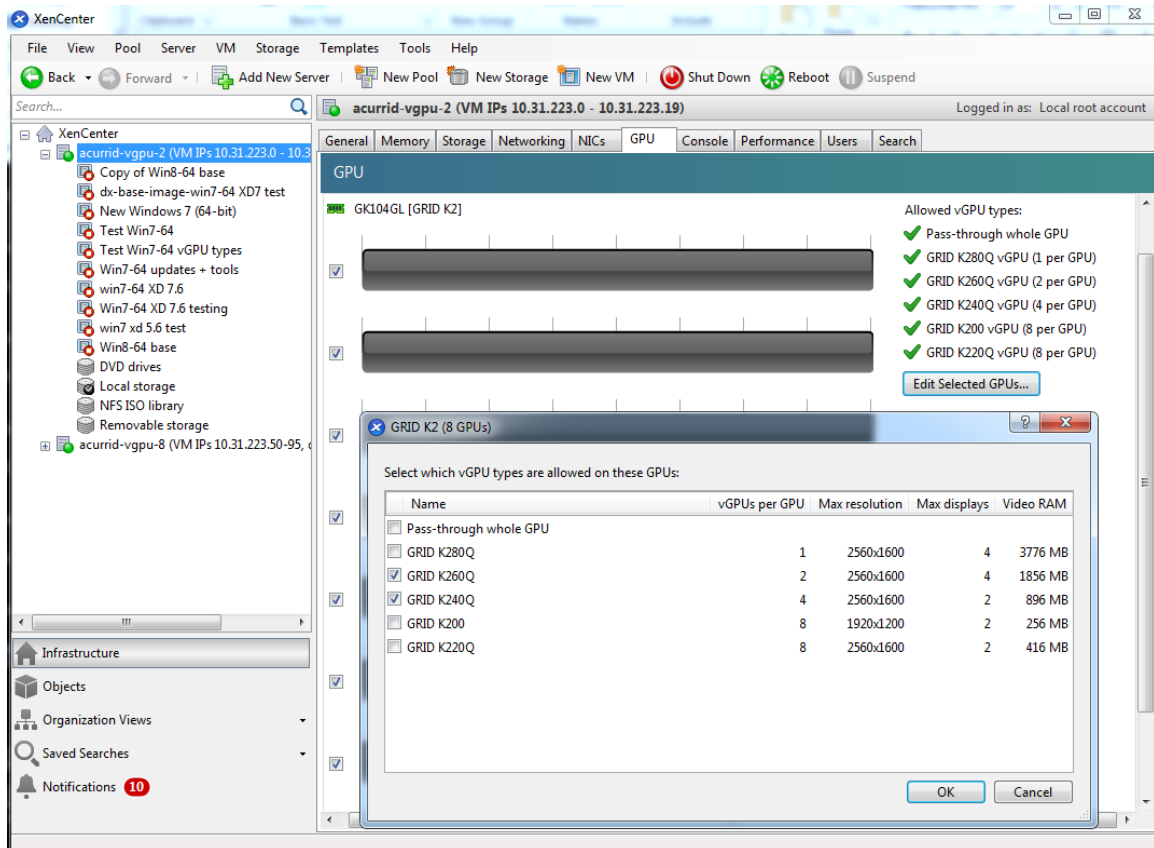 XenCenter
File View Pool Server VM Storage Templates Tools Help
Back Forward Add New Server New Pool New Storage New VM Shut Down Reboot Suspend
Search...
acurrid-vgpu-2 (VM IPs 10.31.223.0 - 10.31.223.19)
Logged in as: Local root account
XenCenter
acurrid-vgpu-2 (VM IPs 10.31.223.0 - 10.3
Copy of Win8-64 base
dx-base-image-win7-64 XD7 test
New Windows 7 (64-bit)
Test Win7-64
Test Win7-64 vGPU types
Win7-64 updates + tools
win7-64 XD 7.6
Win7-64 XD 7.6 testing
win7 xd 5.6 test
Win8-64 base
DVD drives
Local storage
NFS ISO library
Removable storage
acurrid-vgpu-8 (VM IPs 10.31.223.50-95, 
Infrastructure
Objects
Organization Views
Saved Searches
Notifications 10
General Memory Storage Networking NICs GPU Console Performance Users Search
GPU
GK104GL [GRID K2]
Allowed vGPU types:
Pass-through whole GPU
GRID K280Q vGPU (1 per GPU)
GRID K260Q vGPU (2 per GPU)
GRID K240Q vGPU (4 per GPU)
GRID K200 vGPU (8 per GPU)
GRID K220Q vGPU (8 per GPU)
Edit Selected GPUs...
GRID K2 (8 GPUs)
Select which vGPU types are allowed on these GPUs:
Name vGPUs per GPU Max resolution Max displays Video RAM
Pass-through whole GPU
GRID K280Q 1 2560x1600 4 3776 MB
GRID K260Q 2 2560x1600 4 1856 MB
GRID K240Q 4 2560x1600 2 896 MB
GRID K200 8 1920x1200 2 256 MB
GRID K220Q 8 2560x1600 2 416 MB
OK Cancel